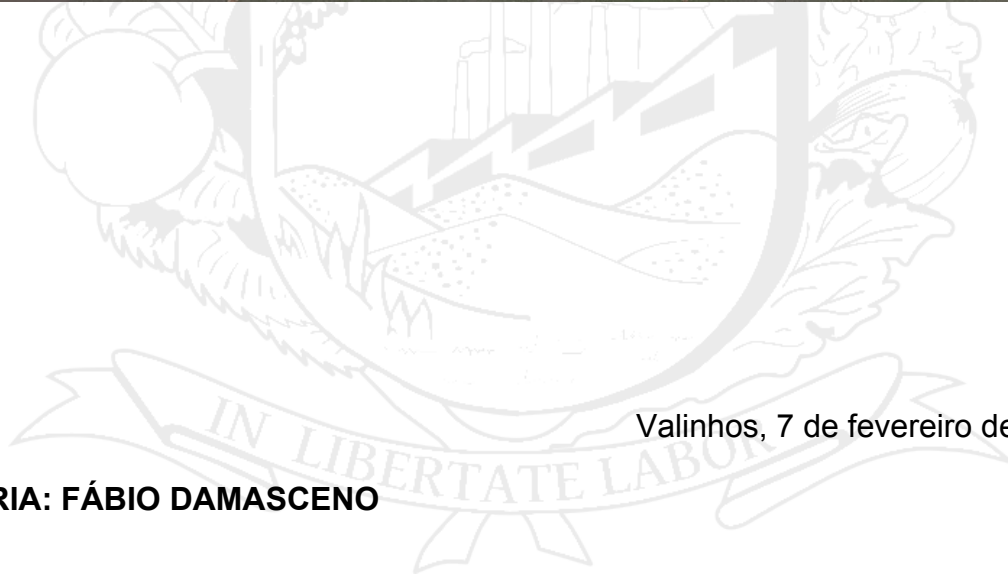 Valinhos, 7 de fevereiro de
RIA: FÁBIO DAMASCENO
IN LIBERTATE LABOR